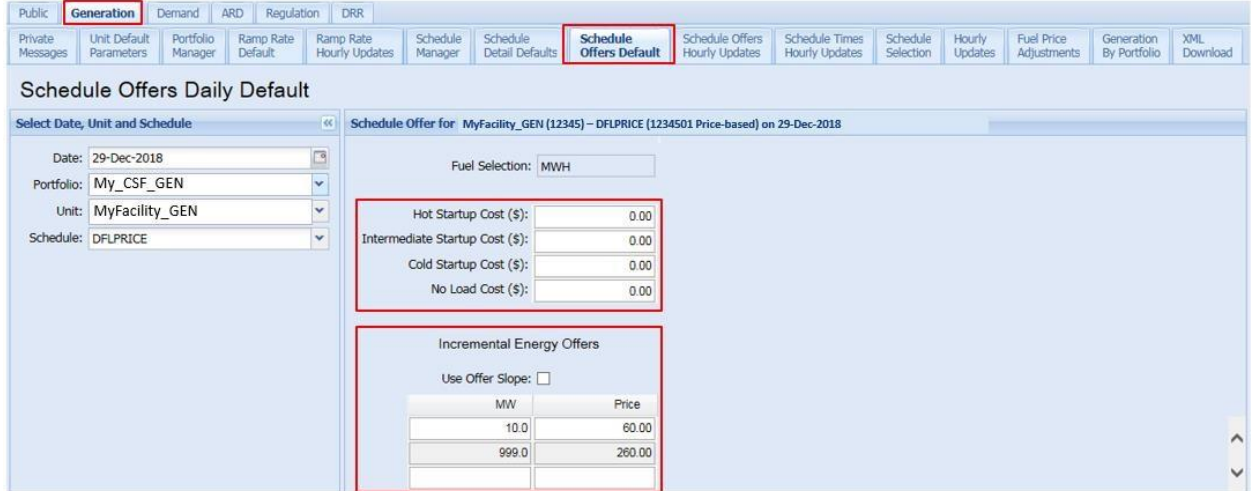 Public Generation Demand ARD Regulation DRR
Private Messages Unit Default Parameters Portfolio Manager Ramp Rate Default Ramp Rate Hourly Updates Schedule Manager Schedule Detail Defaults Schedule Offers Default Schedule Offers Hourly Updates Schedule Times Hourly Updates Schedule Selection Hourly Updates Fuel Price Adjustments Generation By Portfolio XML Download
Schedule Offers Daily Default
Select Date, Unit and Schedule
Date: 29-Dec-2018
Portfolio: My_CSF_GEN
Unit: MyFacility_GEN
Schedule: DFLPRICE
Schedule Offer for MyFacility_GEN (12345) – DFLPRICE (1234501 Price-based) on 29-Dec-2018
Fuel Selection: MWH
Hot Startup Cost ($): 0.00
Intermediate Startup Cost ($): 0.00
Cold Startup Cost ($): 0.00
No Load Cost ($): 0.00
Incremental Energy Offers
Use Offer Slope:
MW Price
10.0 60.00
999.0 260.00